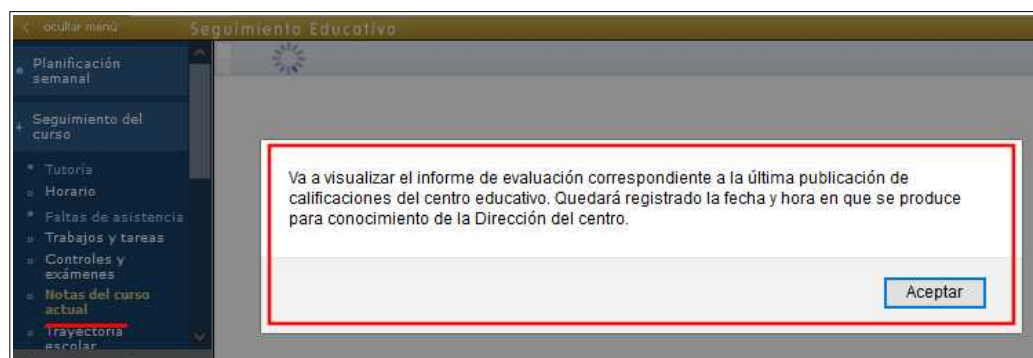 ocultar menú
Seguimiento Educativo
Planificación
semanal
Seguimiento del
curso
Tutoría
Horario
Faltas de asistencia
Trabajos y tareas
Controles y
exámenes
Notas del curso
actual
Trayectoria
escolar
Va a visualizar el informe de evaluación correspondiente a la última publicación de
calificaciones del centro educativo. Quedará registrado la fecha y hora en que se produce
para conocimiento de la Dirección del centro.
Aceptar